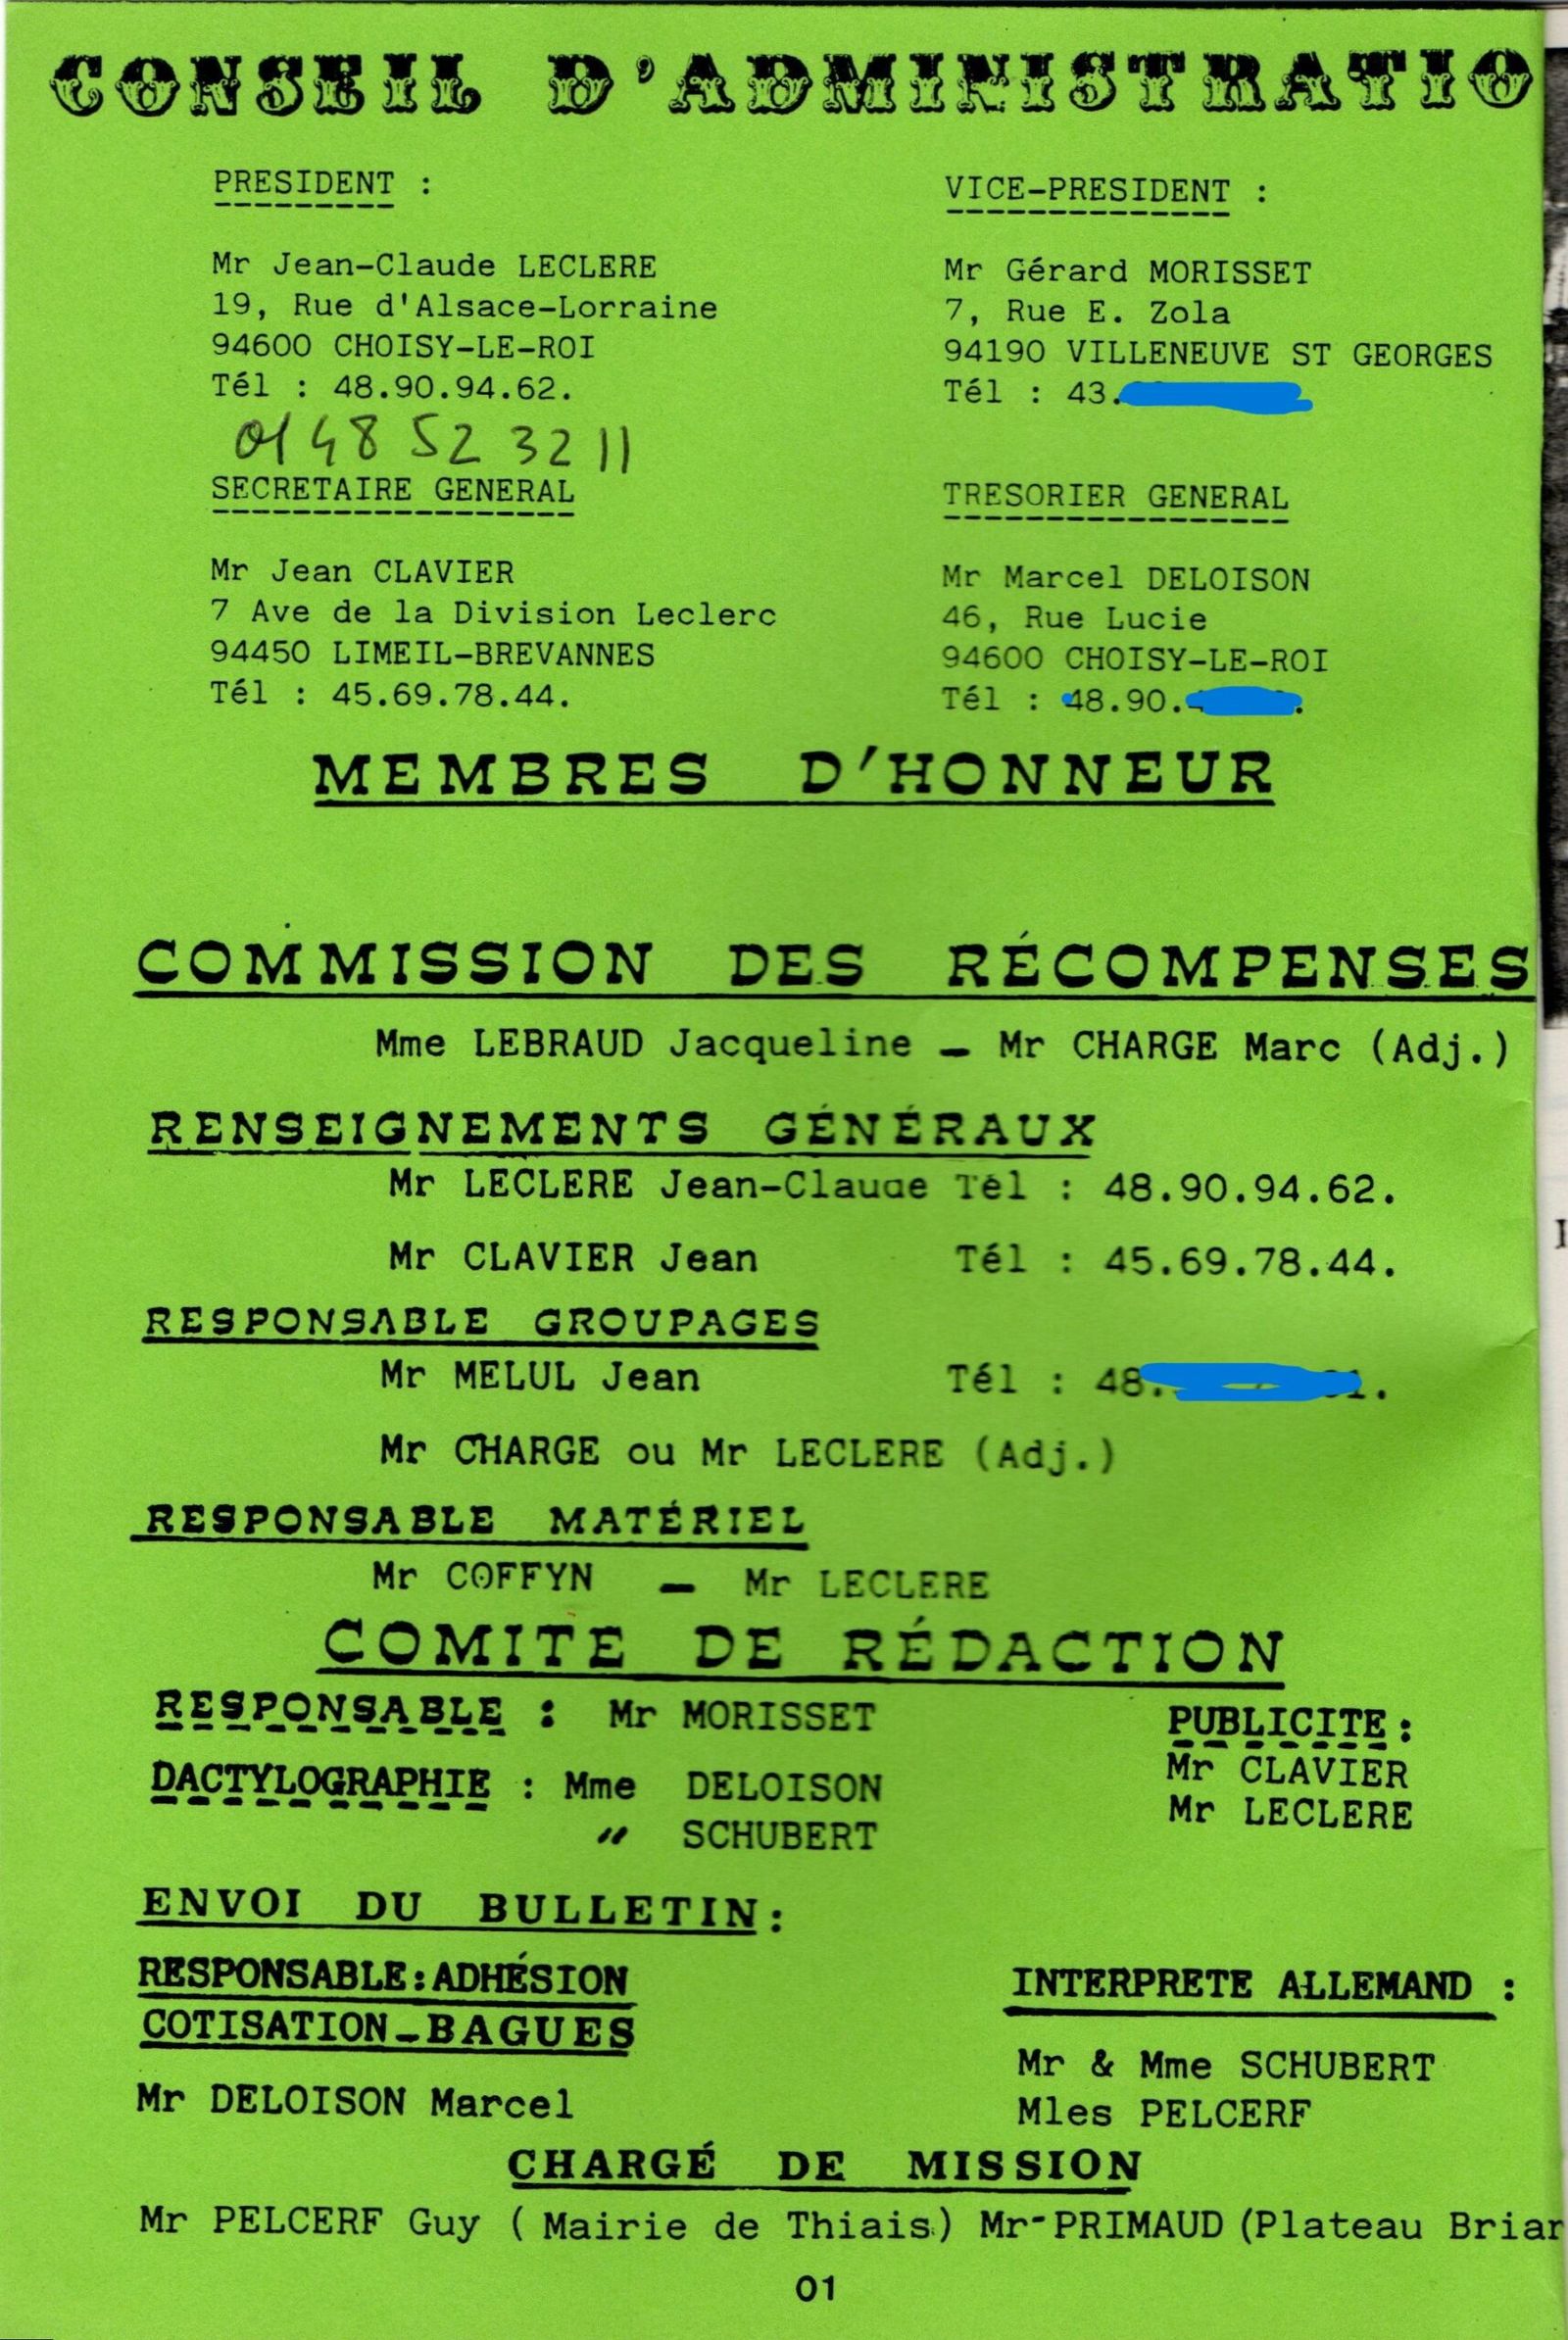 CONSEIL D'ADMINISTRATIO
PRESIDENT :
Mr Jean-Claude LECLERE
19, Rue d'Alsace-Lorraine
94600 CHOISY-LE-ROI
Tél : 48.90.94.62.
01 48 52 32 11
VICE-PRESIDENT :
Mr Gérard MORISSET
7, Rue E. Zola
94190 VILLENEUVE ST GEORGES
Tél : 43.
SECRETAIRE GENERAL
Mr Jean CLAVIER
7 Ave de la Division Leclerc
94450 LIMEIL-BREVANNES
Tél : 45.69.78.44.
TRESORIER GENERAL
Mr Marcel DELOISON
46, Rue Lucie
94600 CHOISY-LE-ROI
Tél : 48.90.
MEMBRES D'HONNEUR
COMMISSION DES RÉCOMPENSES
Mme LEBRAUD Jacqueline - Mr CHARGE Marc (Adj.)
RENSEIGNEMENTS GÉNÉRAUX
Mr LECLERE Jean-Claude Tél : 48.90.94.62.
Mr CLAVIER Jean Tél : 45.69.78.44.
RESPONSABLE GROUPAGES
Mr MELUL Jean Tél : 48. 1.
Mr CHARGE ou Mr LECLERE (Adj.)
RESPONSABLE MATÉRIEL
Mr COFFYN - Mr LECLERE
COMITE DE RÉDACTION
RESPONSABLE : Mr MORISSET
DACTYLOGRAPHIE : Mme DELOISON
" SCHUBERT
PUBLICITE :
Mr CLAVIER
Mr LECLERE
ENVOI DU BULLETIN :
RESPONSABLE : ADHÉSION
COTISATION - BAGUES
Mr DELOISON Marcel
INTERPRETE ALLEMAND :
Mr & Mme SCHUBERT
Mles PELCERF
CHARGÉ DE MISSION
Mr PELCERF Guy ( Mairie de Thiais ) Mr-PRIMAUD (Plateau Briar
01